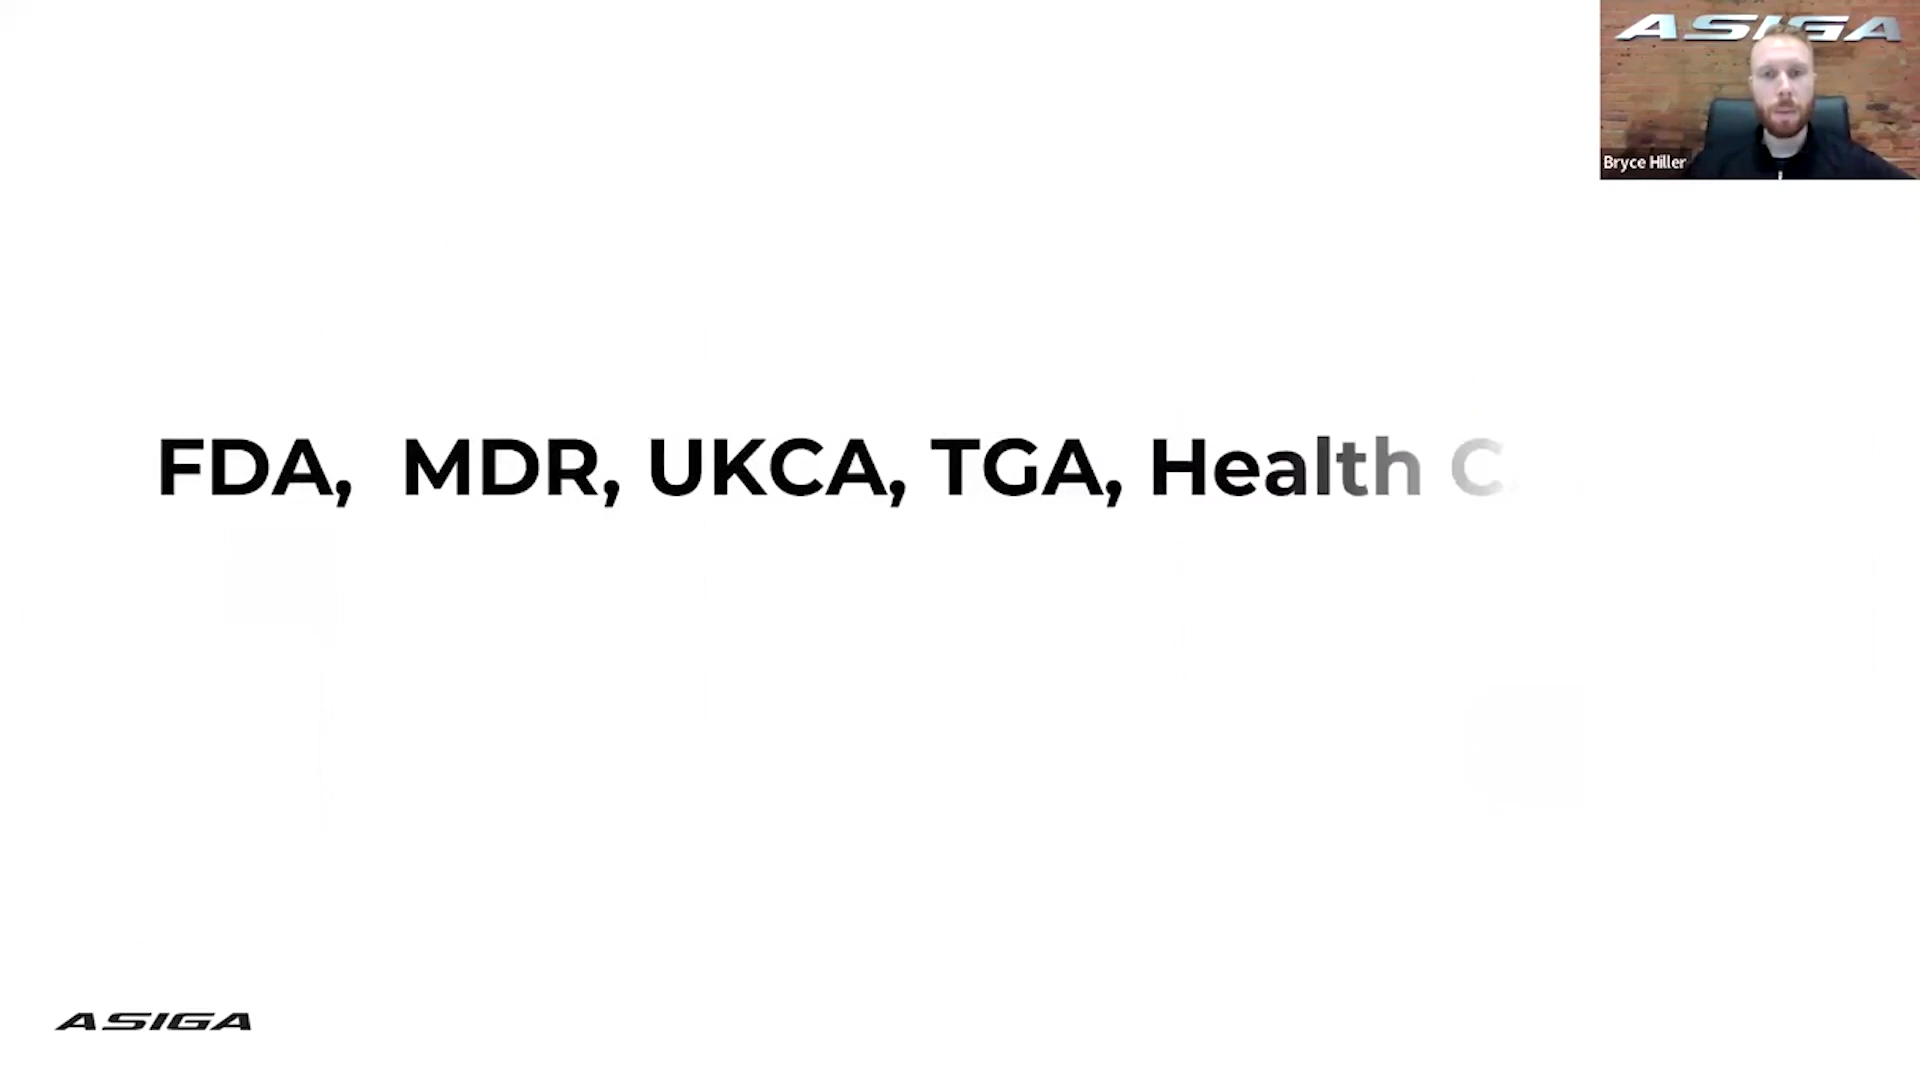 ASIGA
Bryce Hiller
FDA, MDR, UKCA, TGA, Health
ASIGA